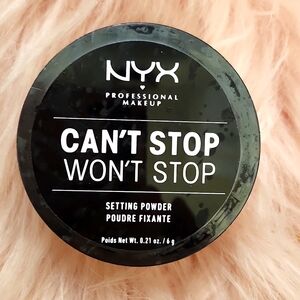 NYX
PROFESSIONAL
MAKEUP
CAN'T STOP
WON'T STOP
SETTING POWDER
POUDRE FIXANTE
Poids Net Wt. 0.21 oz. / 6 g